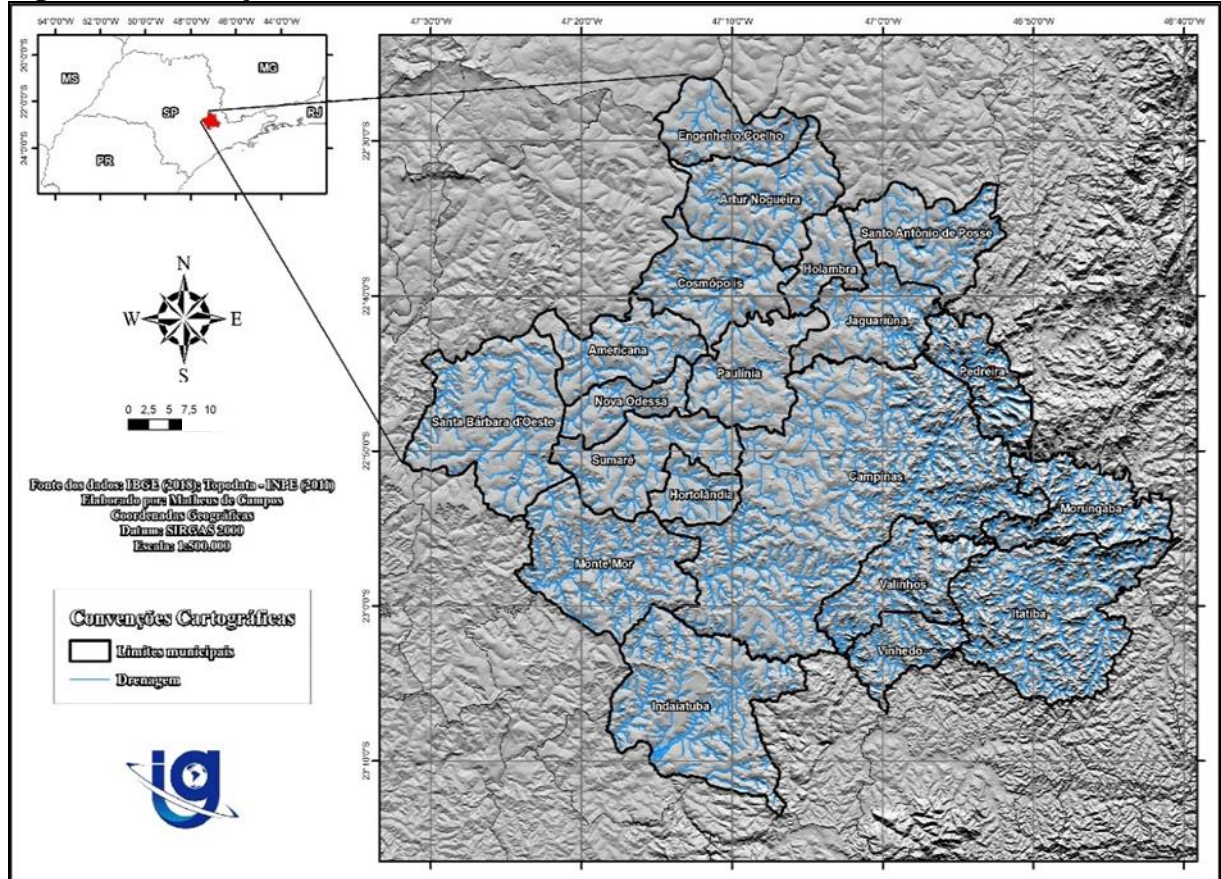 54°0'0"W 52°0'0"W 50°0'0"W 48°0'0"W 46°0'0"W 44°0'0"W
47°30'0"W 47°20'0"W 47°10'0"W 47°0'0"W 46°50'0"W 46°40'0"W
20°0'0"S
22°0'0"S
24°0'0"S
MS
MG
SP
RJ
PR
22°30'0"S
22°40'0"S
22°50'0"S
23°0'0"S
23°10'0"S
Engenheiro Coelho
Artur Nogueira
Santo Antônio de Posse
Holambra
Cosmópolis
Jaguariúna
Americana
Paulínia
Pedreira
Nova Odessa
Santa Bárbara d'Oeste
Sumaré
Campinas
Hortolândia
Morungaba
Monte Mor
Valinhos
Itatiba
Vinhedo
Indaiatuba
N
W E
S
0 2,5 5 7,5 10
Fonte dos dados: IBGE (2018); Topodata - INPE (2011)
Elaborado por: Matheus de Campos
Coordenadas Geográficas
Datum: SIRGAS 2000
Escala: 1:500.000
Convenções Cartográficas
Limites municipais
Drenagem
ig